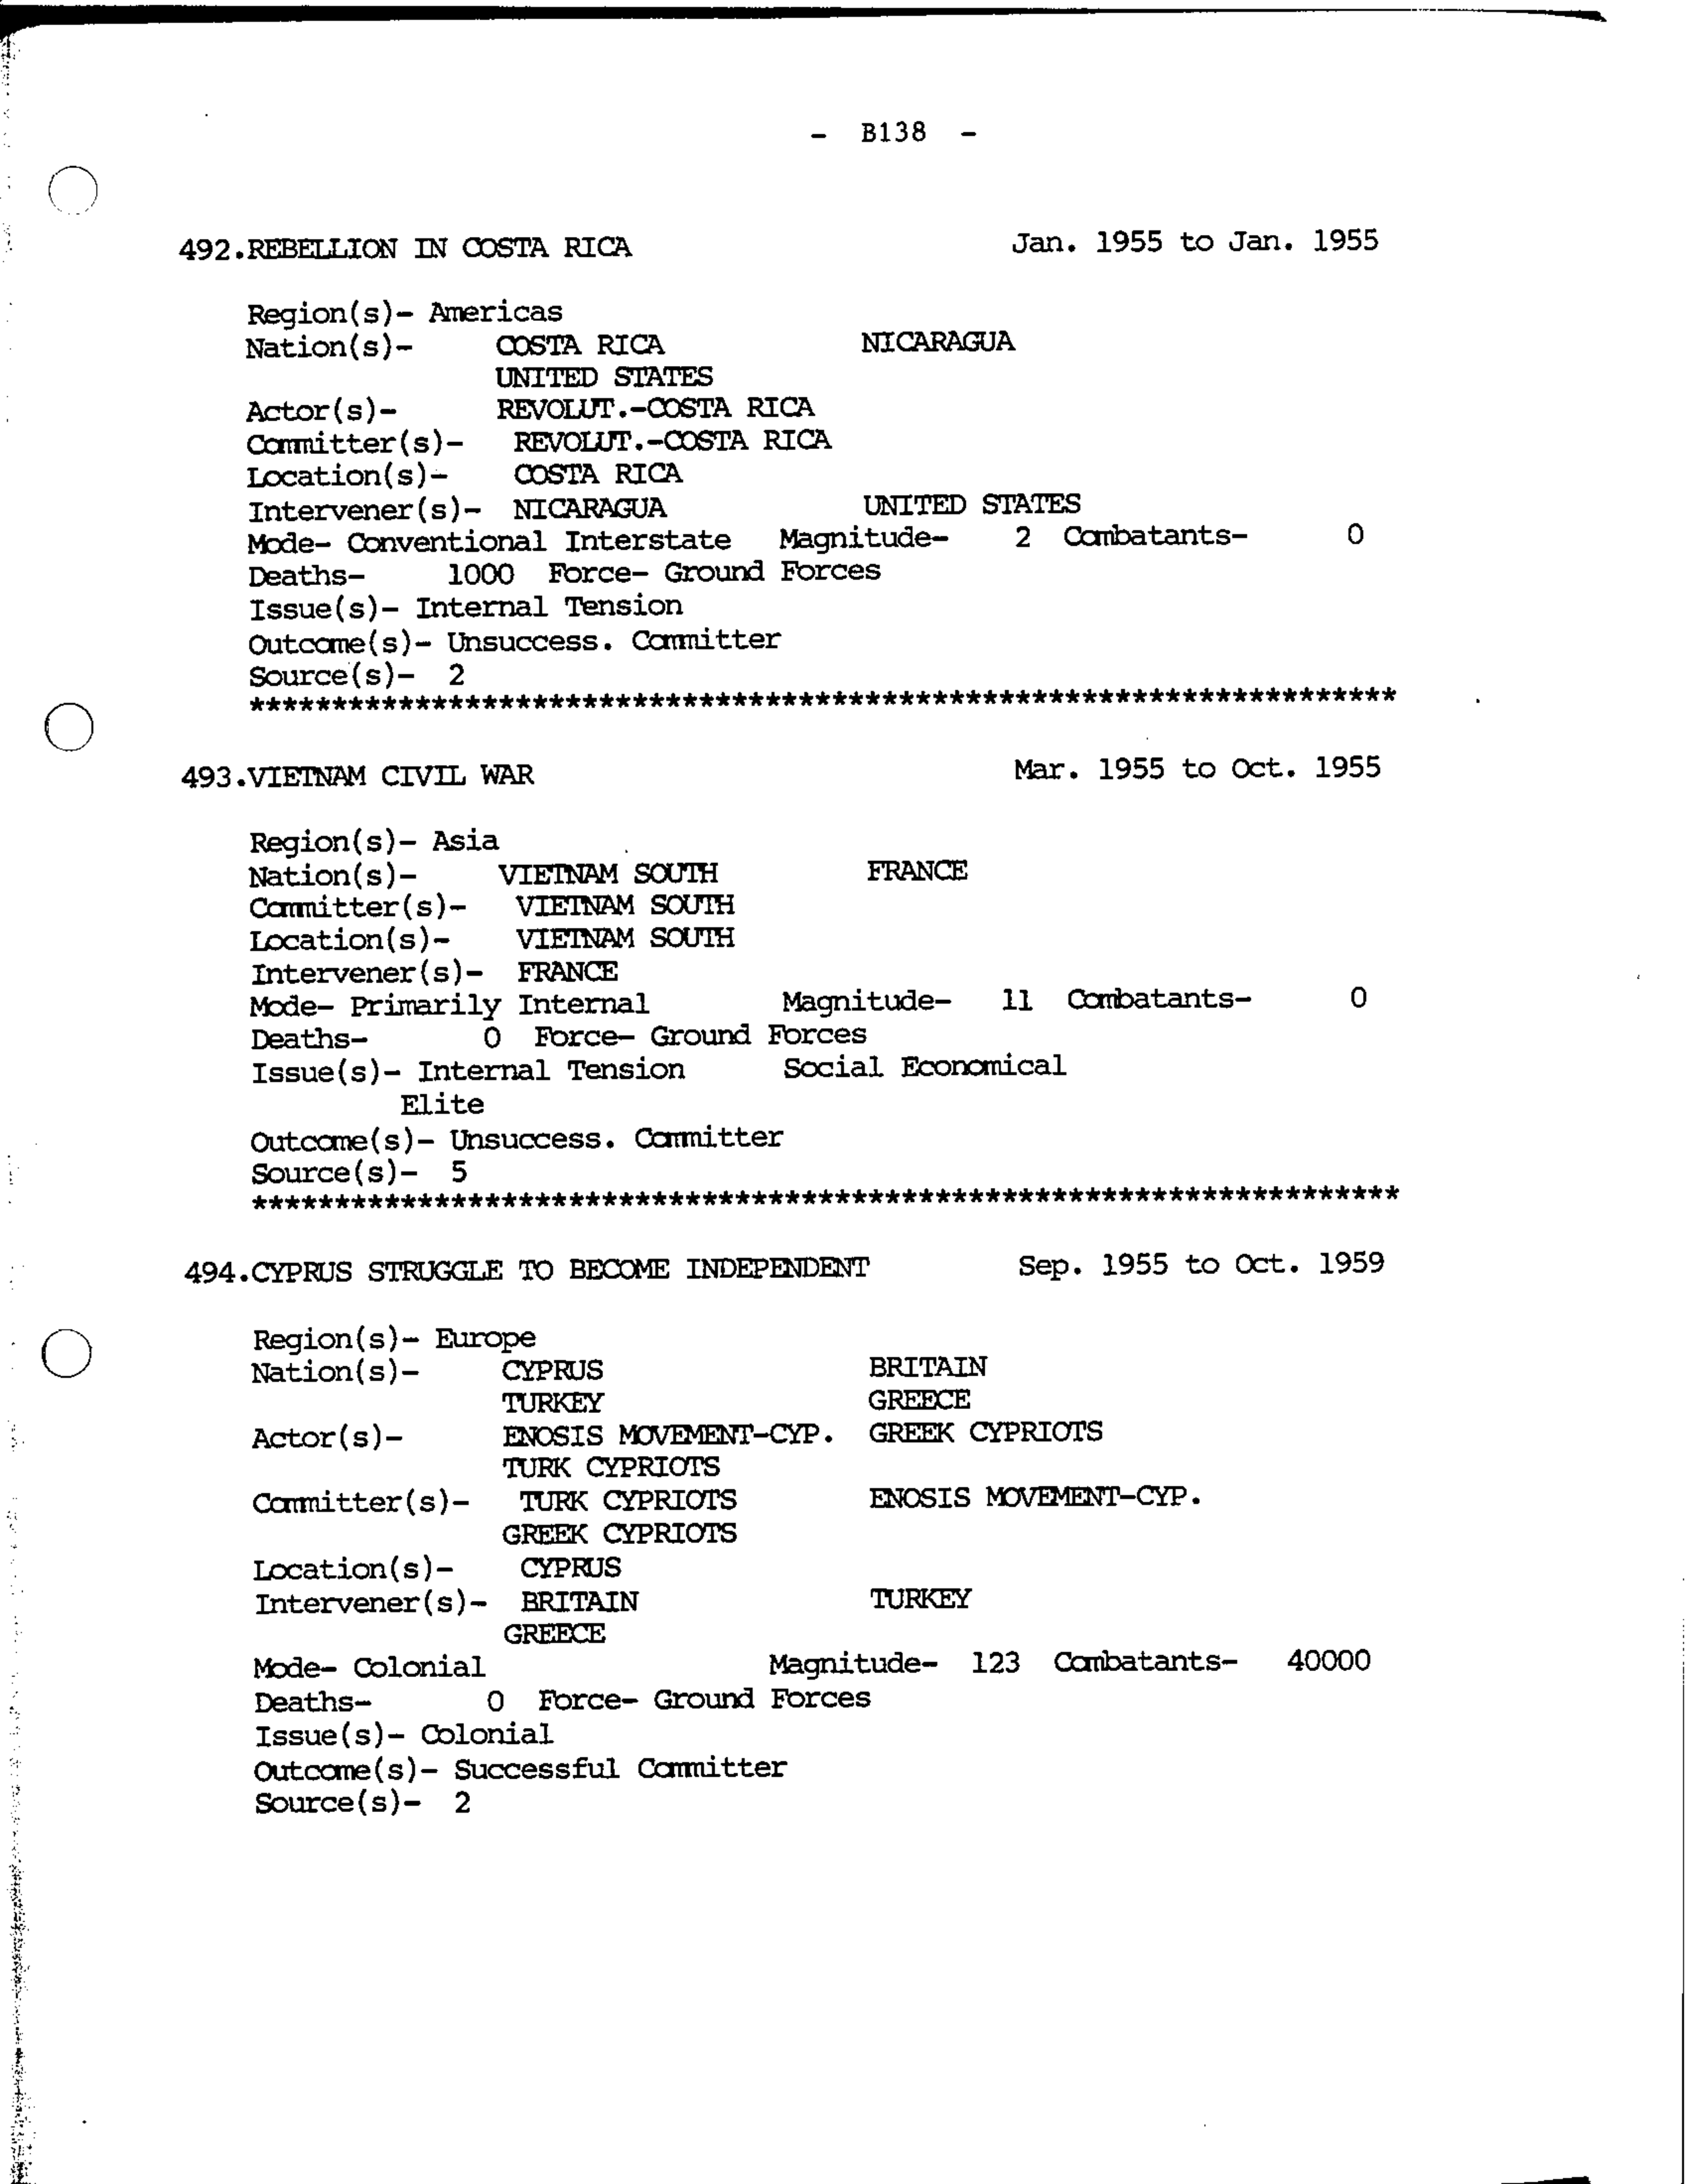 - B138 -
492.REBELLION IN COSTA RICA Jan. 1955 to Jan. 1955
Region(s)- Americas
Nation(s)- COSTA RICA NICARAGUA
UNITED STATES
Actor(s)- REVOLUT.-COSTA RICA
Committer(s)- REVOLUT.-COSTA RICA
Location(s)- COSTA RICA
Intervener(s)- NICARAGUA UNITED STATES
Mode- Conventional Interstate Magnitude- 2 Combatants- 0
Deaths- 1000 Force- Ground Forces
Issue(s)- Internal Tension
Outcome(s)- Unsuccess. Committer
Source(s)- 2
*********************************************************************
493.VIETNAM CIVIL WAR Mar. 1955 to Oct. 1955
Region(s)- Asia
Nation(s)- VIETNAM SOUTH FRANCE
Committer(s)- VIETNAM SOUTH
Location(s)- VIETNAM SOUTH
Intervener(s)- FRANCE
Mode- Primarily Internal Magnitude- 11 Combatants- 0
Deaths- 0 Force- Ground Forces
Issue(s)- Internal Tension Social Economical
Elite
Outcome(s)- Unsuccess. Committer
Source(s)- 5
*********************************************************************
494.CYPRUS STRUGGLE TO BECOME INDEPENDENT Sep. 1955 to Oct. 1959
Region(s)- Europe
Nation(s)- CYPRUS BRITAIN
TURKEY GREECE
Actor(s)- ENOSIS MOVEMENT-CYP. GREEK CYPRIOTS
TURK CYPRIOTS
Committer(s)- TURK CYPRIOTS ENOSIS MOVEMENT-CYP.
GREEK CYPRIOTS
Location(s)- CYPRUS
Intervener(s)- BRITAIN TURKEY
GREECE
Mode- Colonial Magnitude- 123 Combatants- 40000
Deaths- 0 Force- Ground Forces
Issue(s)- Colonial
Outcome(s)- Successful Committer
Source(s)- 2